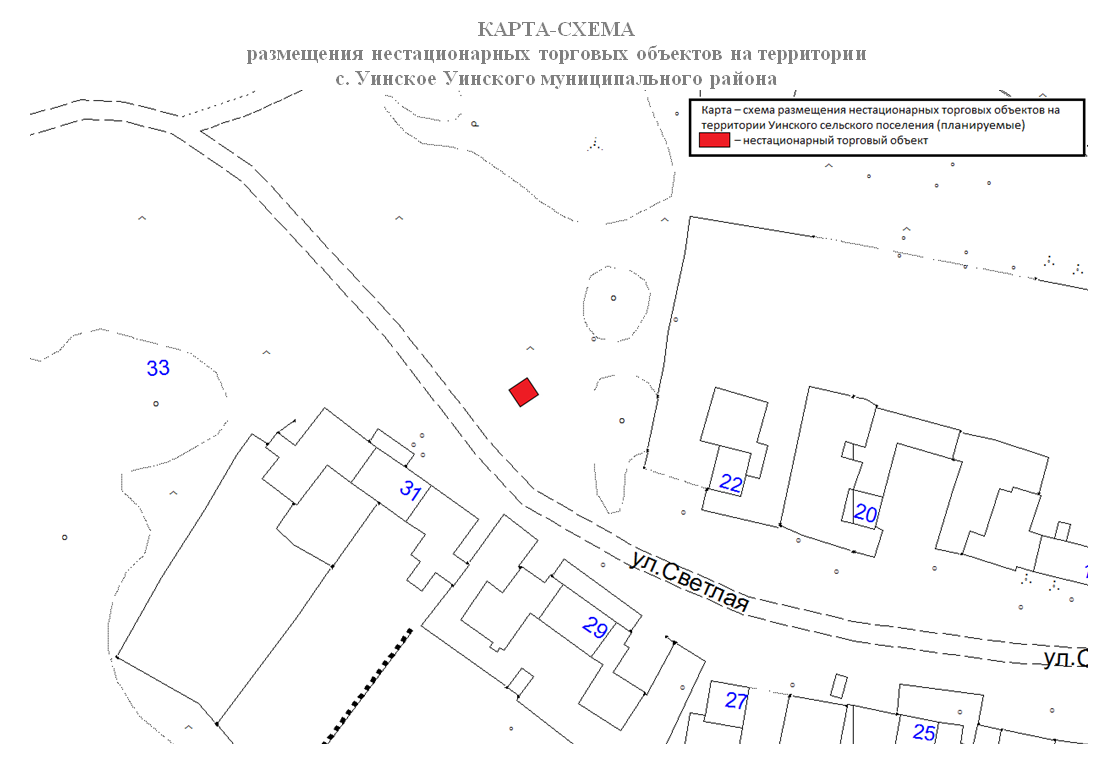 КАРТА-СХЕМА
размещения нестационарных торговых объектов на территории
с. Уинское Уинского муниципального района
Карта – схема размещения нестационарных торговых объектов на
территории Уинского сельского поселения (планируемые)
– нестационарный торговый объект
33
31
22
20
ул.Светлая
29
27
25